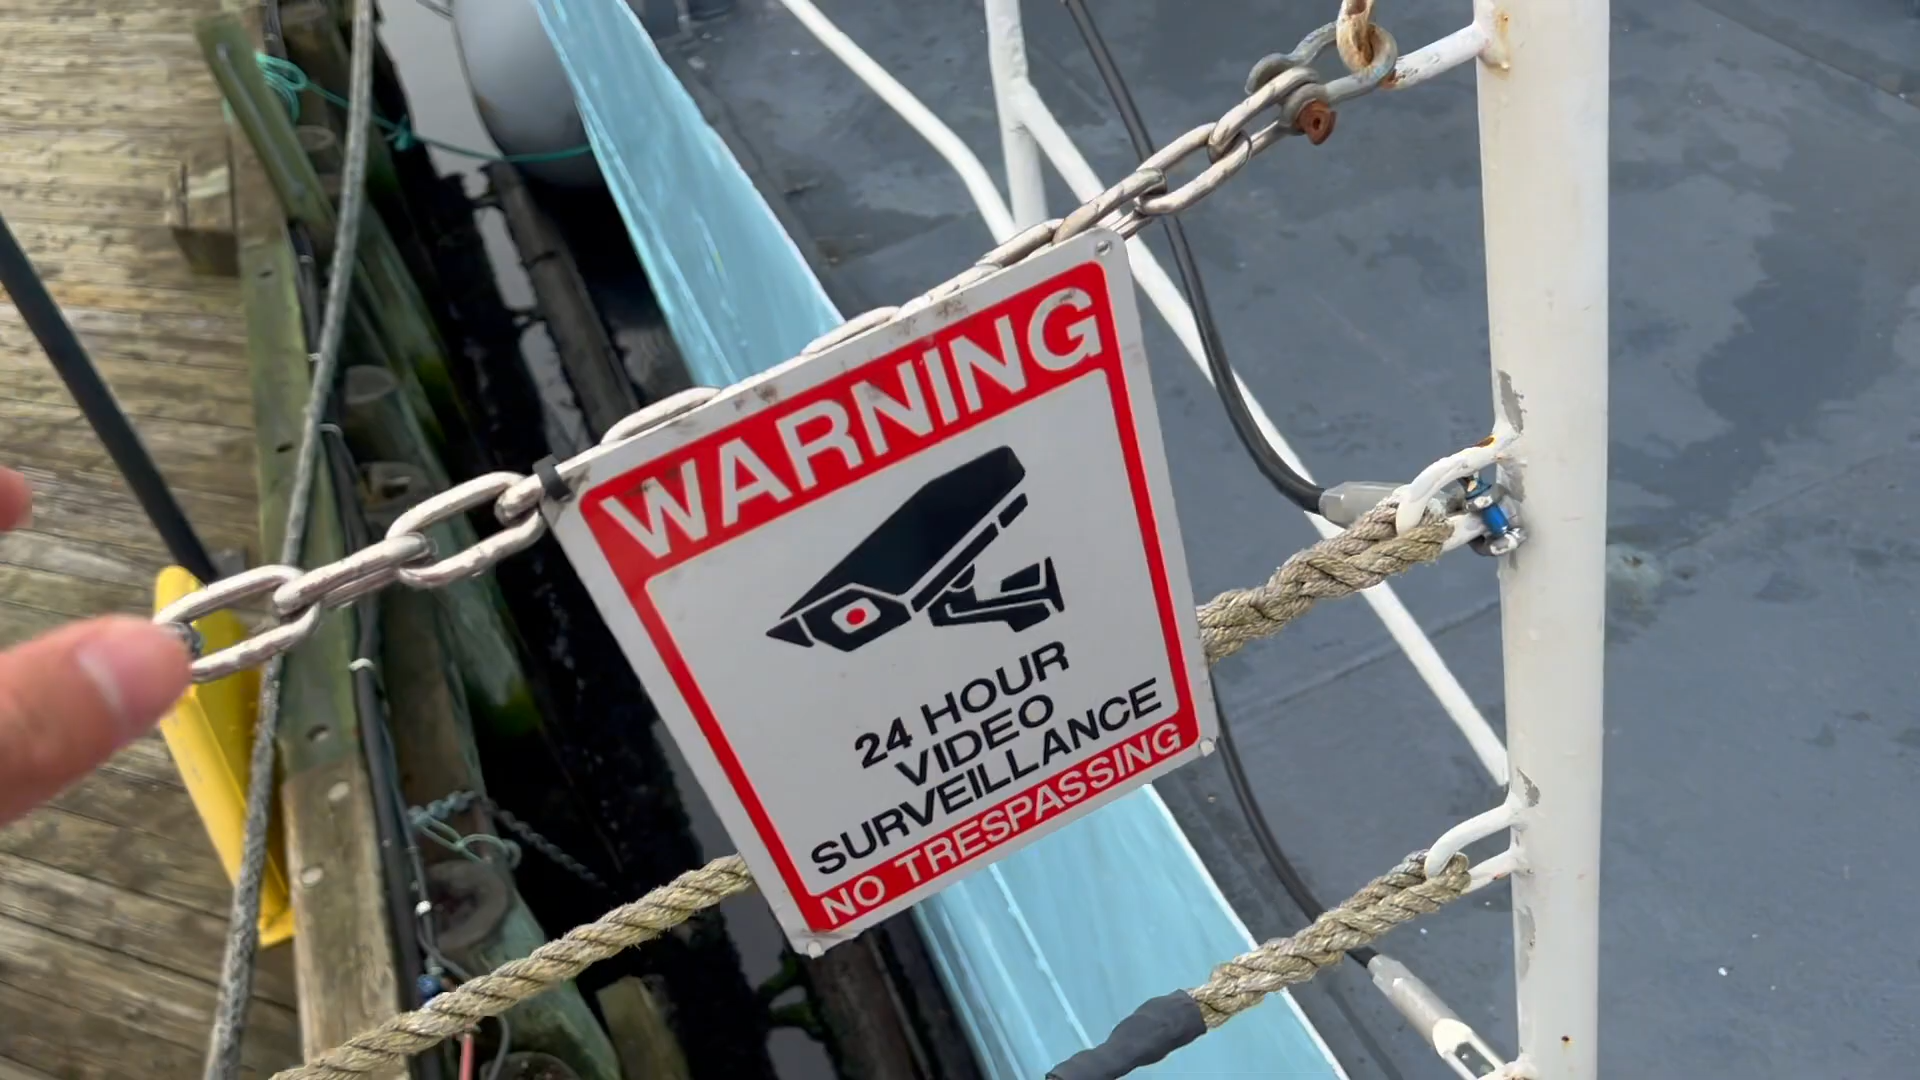 WARNING
24 HOUR
VIDEO
SURVEILLANCE
NO TRESPASSING